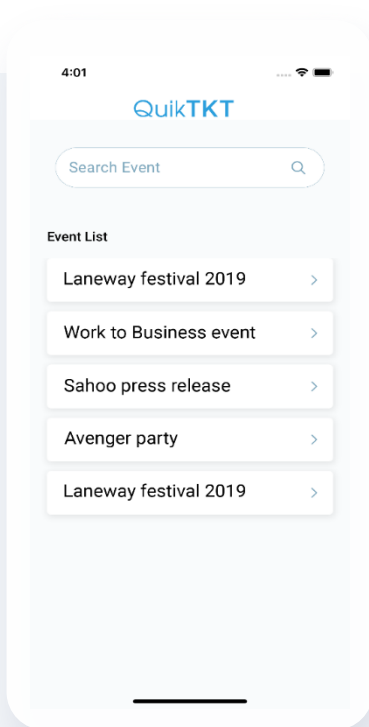 4:01
QuikTKT
Search Event
Event List
Laneway festival 2019
Work to Business event
Sahoo press release
Avenger party
Laneway festival 2019